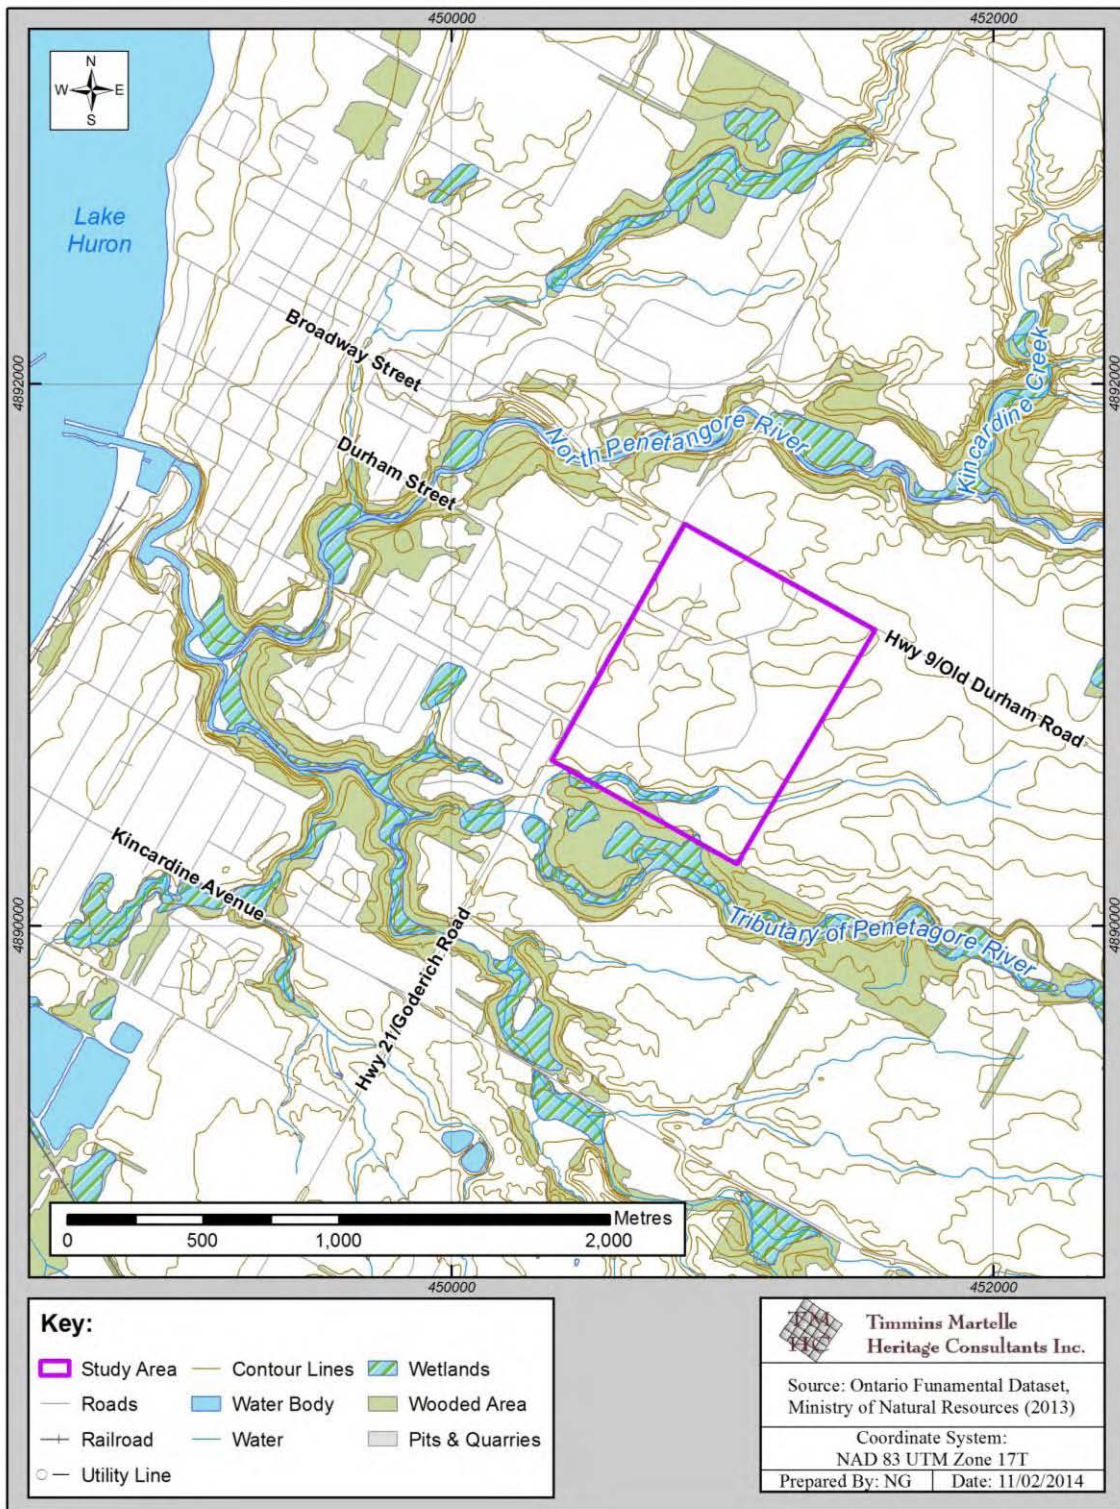 450000
452000
N
W
E
S
Lake
Huron
Broadway Street
4892000
4892000
Kincardine Creek
North Penetangore River
Durham Street
Hwy 9/Old Durham Road
Kincardine Avenue
4890000
4890000
Tributary of Penetagore River
Hwy 21/Goderich Road
Metres
0
500
1,000
2,000
450000
452000
Key:
Study Area
Contour Lines
Wetlands
Roads
Water Body
Wooded Area
Railroad
Water
Pits & Quarries
Utility Line
TM
HC
Timmins Martelle
Heritage Consultants Inc.
Source: Ontario Funamental Dataset,
Ministry of Natural Resources (2013)
Coordinate System:
NAD 83 UTM Zone 17T
Prepared By: NG
Date: 11/02/2014